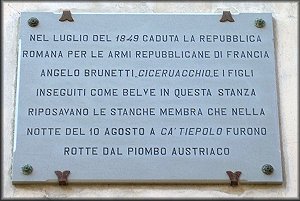 NEL LUGLIO DEL 1849 CADUTA LA REPUBBLICA
ROMANA PER LE ARMI REPUBBLICANE DI FRANCIA
ANGELO BRUNETTI, CICERUACCHIO, E I FIGLI
INSEGUITI COME BELVE IN QUESTA STANZA
RIPOSAVANO LE STANCHE MEMBRA CHE NELLA
NOTTE DEL 10 AGOSTO A CA' TIEPOLO FURONO
ROTTE DAL PIOMBO AUSTRIACO